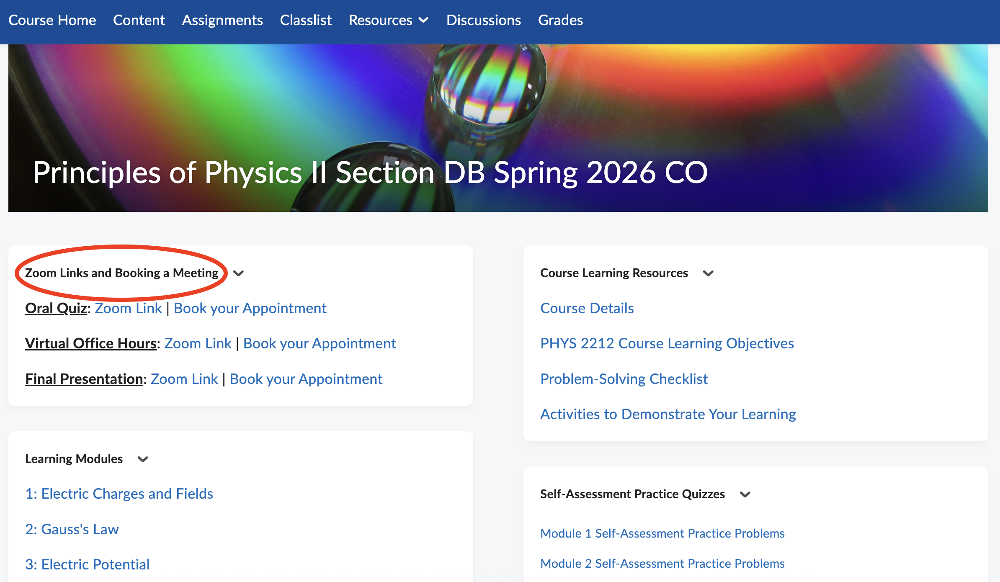 Course Home Content Assignments Classlist Resources Discussions Grades
Principles of Physics II Section DB Spring 2026 CO
Zoom Links and Booking a Meeting
Oral Quiz: Zoom Link | Book your Appointment
Virtual Office Hours: Zoom Link | Book your Appointment
Final Presentation: Zoom Link | Book your Appointment
Learning Modules
1: Electric Charges and Fields
2: Gauss's Law
3: Electric Potential
Course Learning Resources
Course Details
PHYS 2212 Course Learning Objectives
Problem-Solving Checklist
Activities to Demonstrate Your Learning
Self-Assessment Practice Quizzes
Module 1 Self-Assessment Practice Problems
Module 2 Self-Assessment Practice Problems